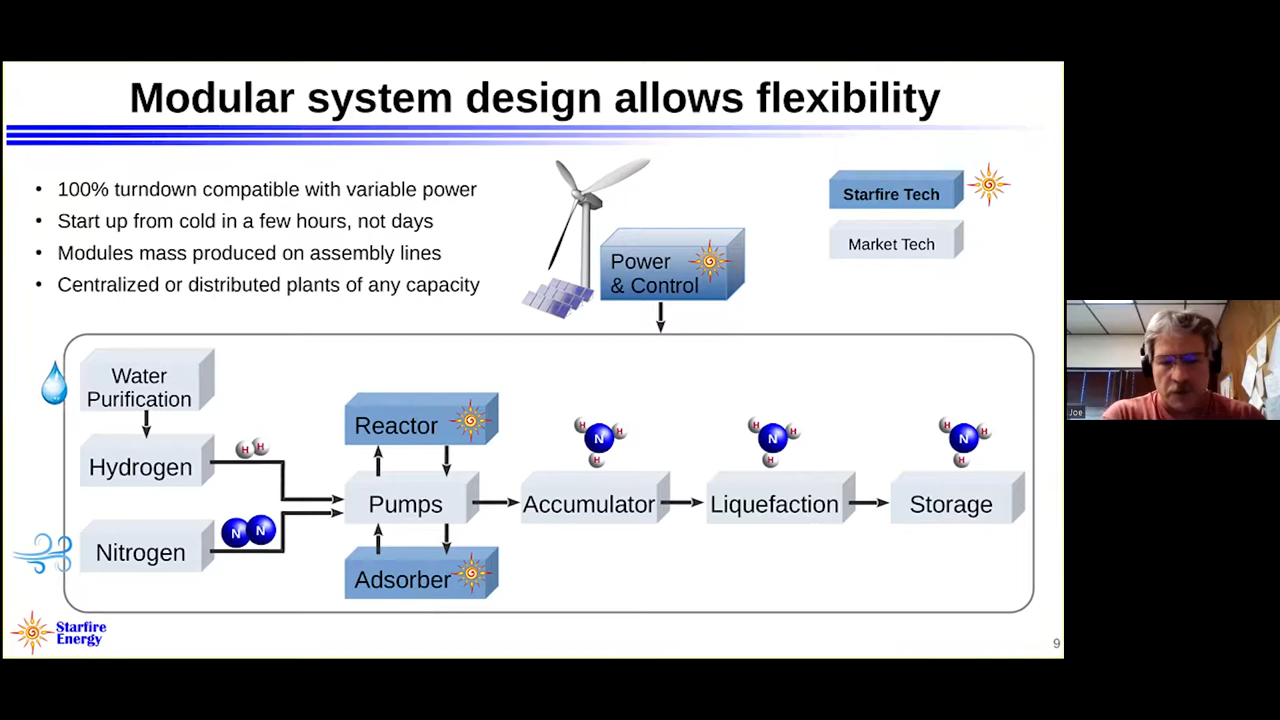 Modular system design allows flexibility
• 100% turndown compatible with variable power
• Start up from cold in a few hours, not days
• Modules mass produced on assembly lines
• Centralized or distributed plants of any capacity
Power
& Control
Starfire Tech
Market Tech
Water
Purification
Hydrogen
H H
Nitrogen
N N
Reactor
Pumps
Adsorber
H N H
H
Accumulator
H N H
H
Liquefaction
H N H
H
Storage
Starfire
Energy
9
Joe